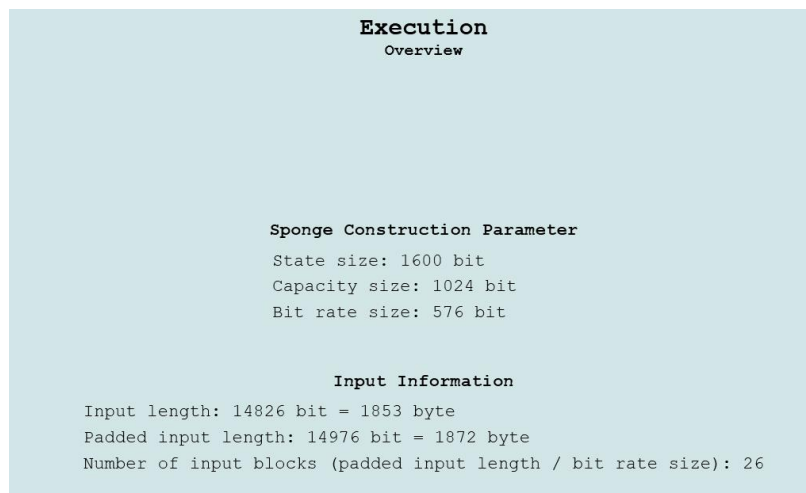 Execution
Overview
Sponge Construction Parameter
State size: 1600 bit
Capacity size: 1024 bit
Bit rate size: 576 bit
Input Information
Input length: 14826 bit = 1853 byte
Padded input length: 14976 bit = 1872 byte
Number of input blocks (padded input length / bit rate size): 26